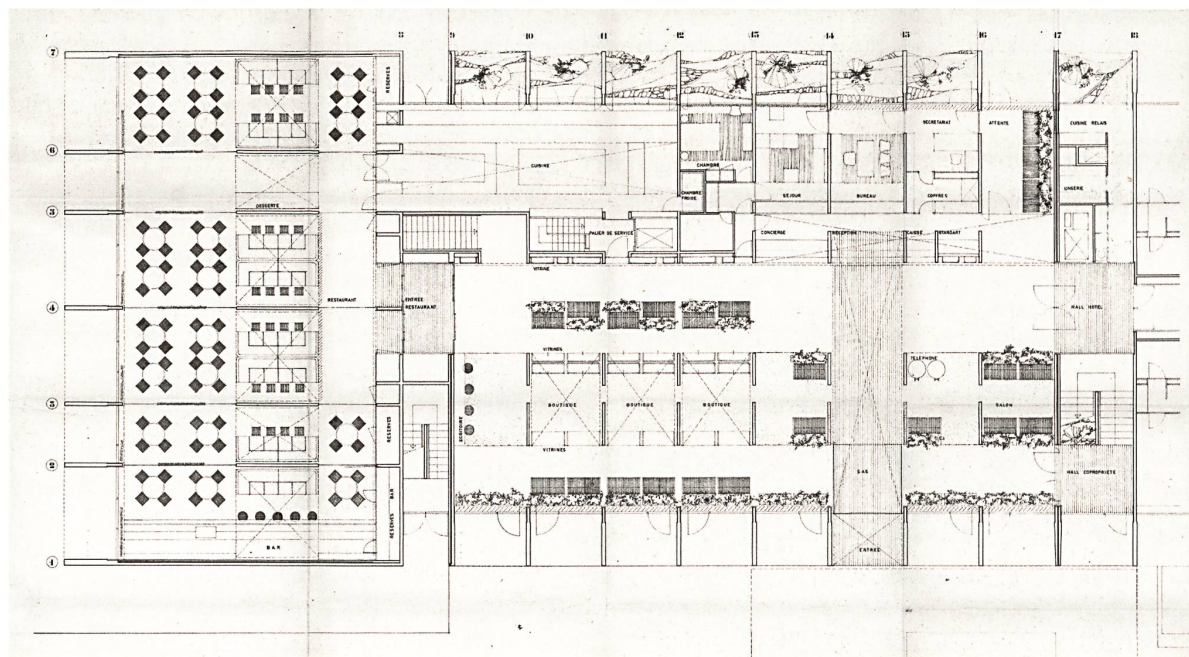 8 9 10 11 12 13 14 15 16 17 18
7
RESERVES
SECRETARIAT
ATTENTE
CUISINE RELAIS
6
CUISINE
CHAMBRE
LINGERIE
CHAMBRE
FROIDE
SEJOUR
BUREAU
COFFRES
DESSERTE
5
PALIER DE SERVICE
CONCIERGE
RECEPTION
CAISSE
STANDART
VITRINE
RESTAURANT
ENTREE
RESTAURANT
4
HALL HOTEL
VITRINES
TELEPHONE
ECRITOIRE
BOUTIQUE
BOUTIQUE
BOUTIQUE
SALON
3
RESERVES
VITRINES
2
SAS
HALL COPROPRIETE
RESERVES BAR
BAR
ENTREE
1